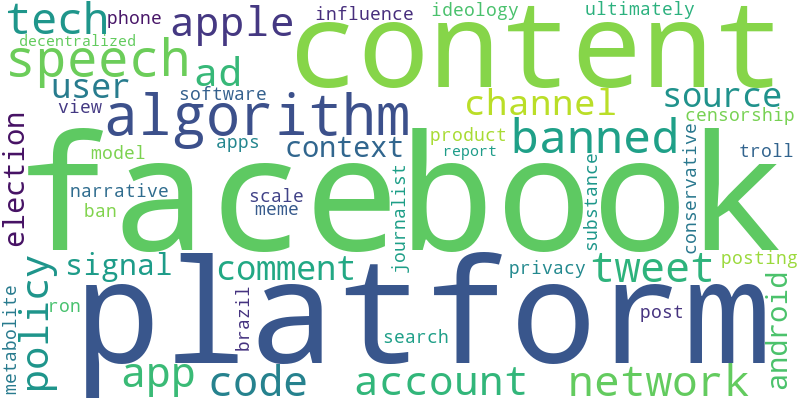 tech
phone
apple
influence
ideology
ultimately
decentralized
content
speech
ad
user
software
view
algorithm
channel
source
censorship
election
apps
context
product
banned
report
troll
model
facebook
narrative
scale
meme
ban
journalist
substance
conservative
signal
comment
privacy
tweet
posting
policy
metabolite
ron
platform
brazil
search
post
android
app
code
account
network